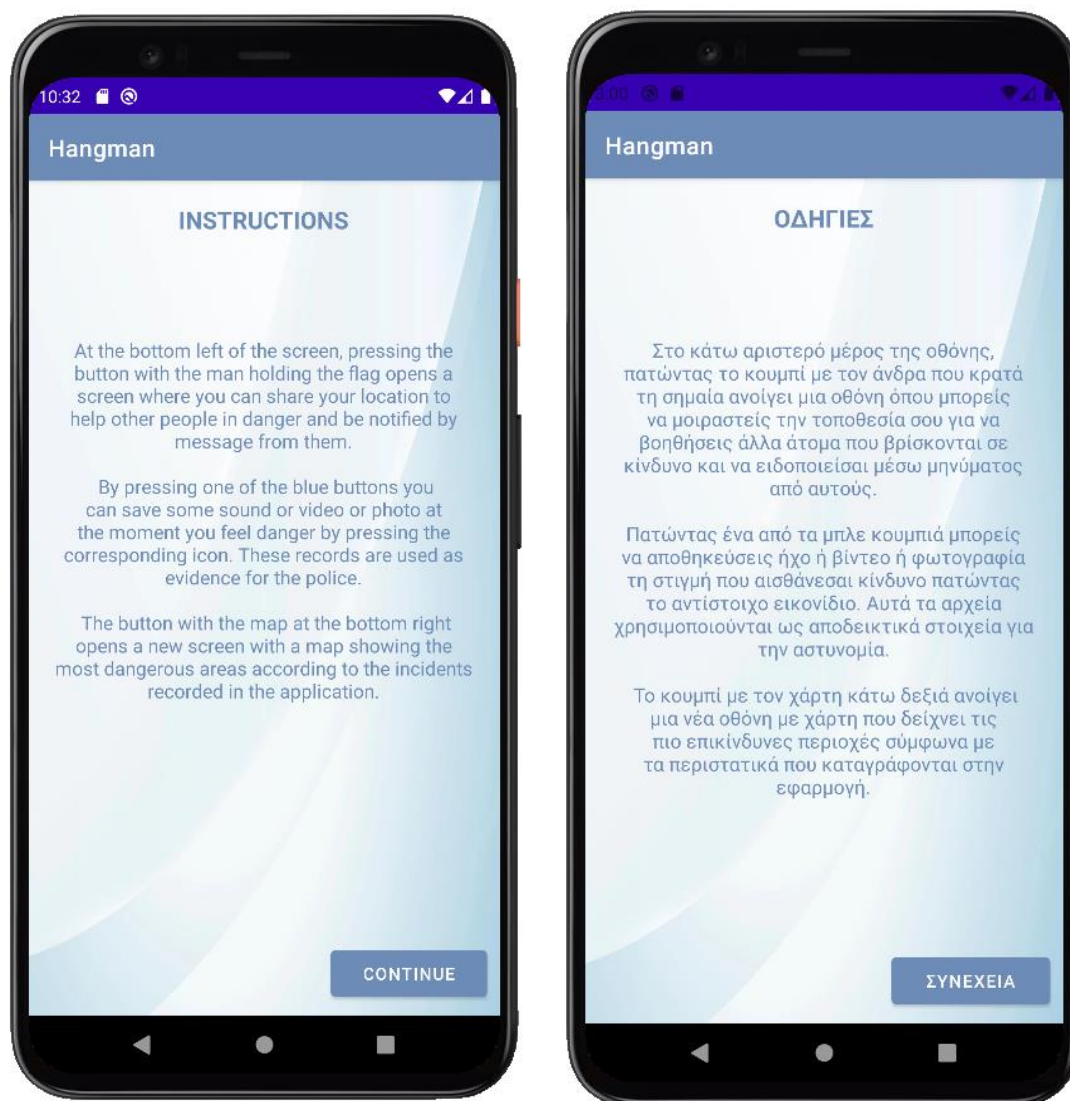 10:32
Hangman
INSTRUCTIONS
At the bottom left of the screen, pressing the
button with the man holding the flag opens a
screen where you can share your location to
help other people in danger and be notified by
message from them.
By pressing one of the blue buttons you
can save some sound or video or photo at
the moment you feel danger by pressing the
corresponding icon. These records are used as
evidence for the police.
The button with the map at the bottom right
opens a new screen with a map showing the
most dangerous areas according to the incidents
recorded in the application.
CONTINUE
:00
Hangman
ΟΔΗΓΙΕΣ
Στο κάτω αριστερό μέρος της οθόνης,
πατώντας το κουμπί με τον άνδρα που κρατά
τη σημαία ανοίγει μια οθόνη όπου μπορείς
να μοιραστείς την τοποθεσία σου για να
βοηθήσεις άλλα άτομα που βρίσκονται σε
κίνδυνο και να ειδοποιείσαι μέσω μηνύματος
από αυτούς.
Πατώντας ένα από τα μπλε κουμπιά μπορείς
να αποθηκεύσεις ήχο ή βίντεο ή φωτογραφία
τη στιγμή που αισθάνεσαι κίνδυνο πατώντας
το αντίστοιχο εικονίδιο. Αυτά τα αρχεία
χρησιμοποιούνται ως αποδεικτικά στοιχεία για
την αστυνομία.
Το κουμπί με τον χάρτη κάτω δεξιά ανοίγει
μια νέα οθόνη με χάρτη που δείχνει τις
πιο επικίνδυνες περιοχές σύμφωνα με
τα περιστατικά που καταγράφονται στην
εφαρμογή.
ΣΥΝΕΧΕΙΑ